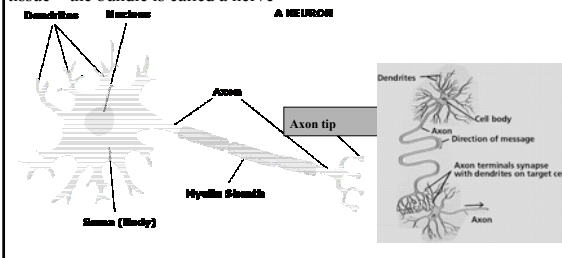 tissue – the bundle is called a nerve
Dendrites
Nucleus
A NEURON
Axon
Axon tip
Myelin Sheath
Soma (Body)
Dendrites
Cell body
Axon
Direction of message
Axon terminals synapse
with dendrites on target ce
Axon